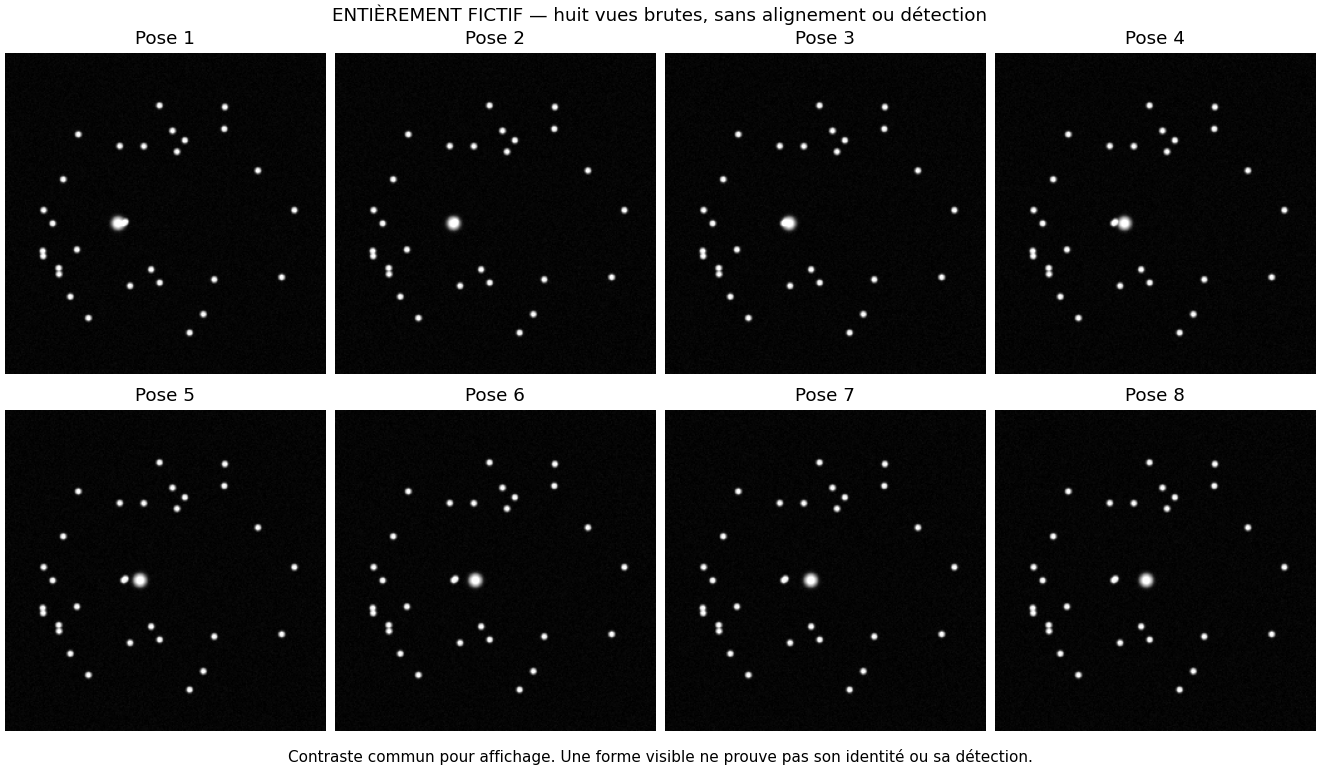 ENTIÈREMENT FICTIF — huit vues brutes, sans alignement ou détection
Pose 1
Pose 2
Pose 3
Pose 4
Pose 5
Pose 6
Pose 7
Pose 8
Contraste commun pour affichage. Une forme visible ne prouve pas son identité ou sa détection.